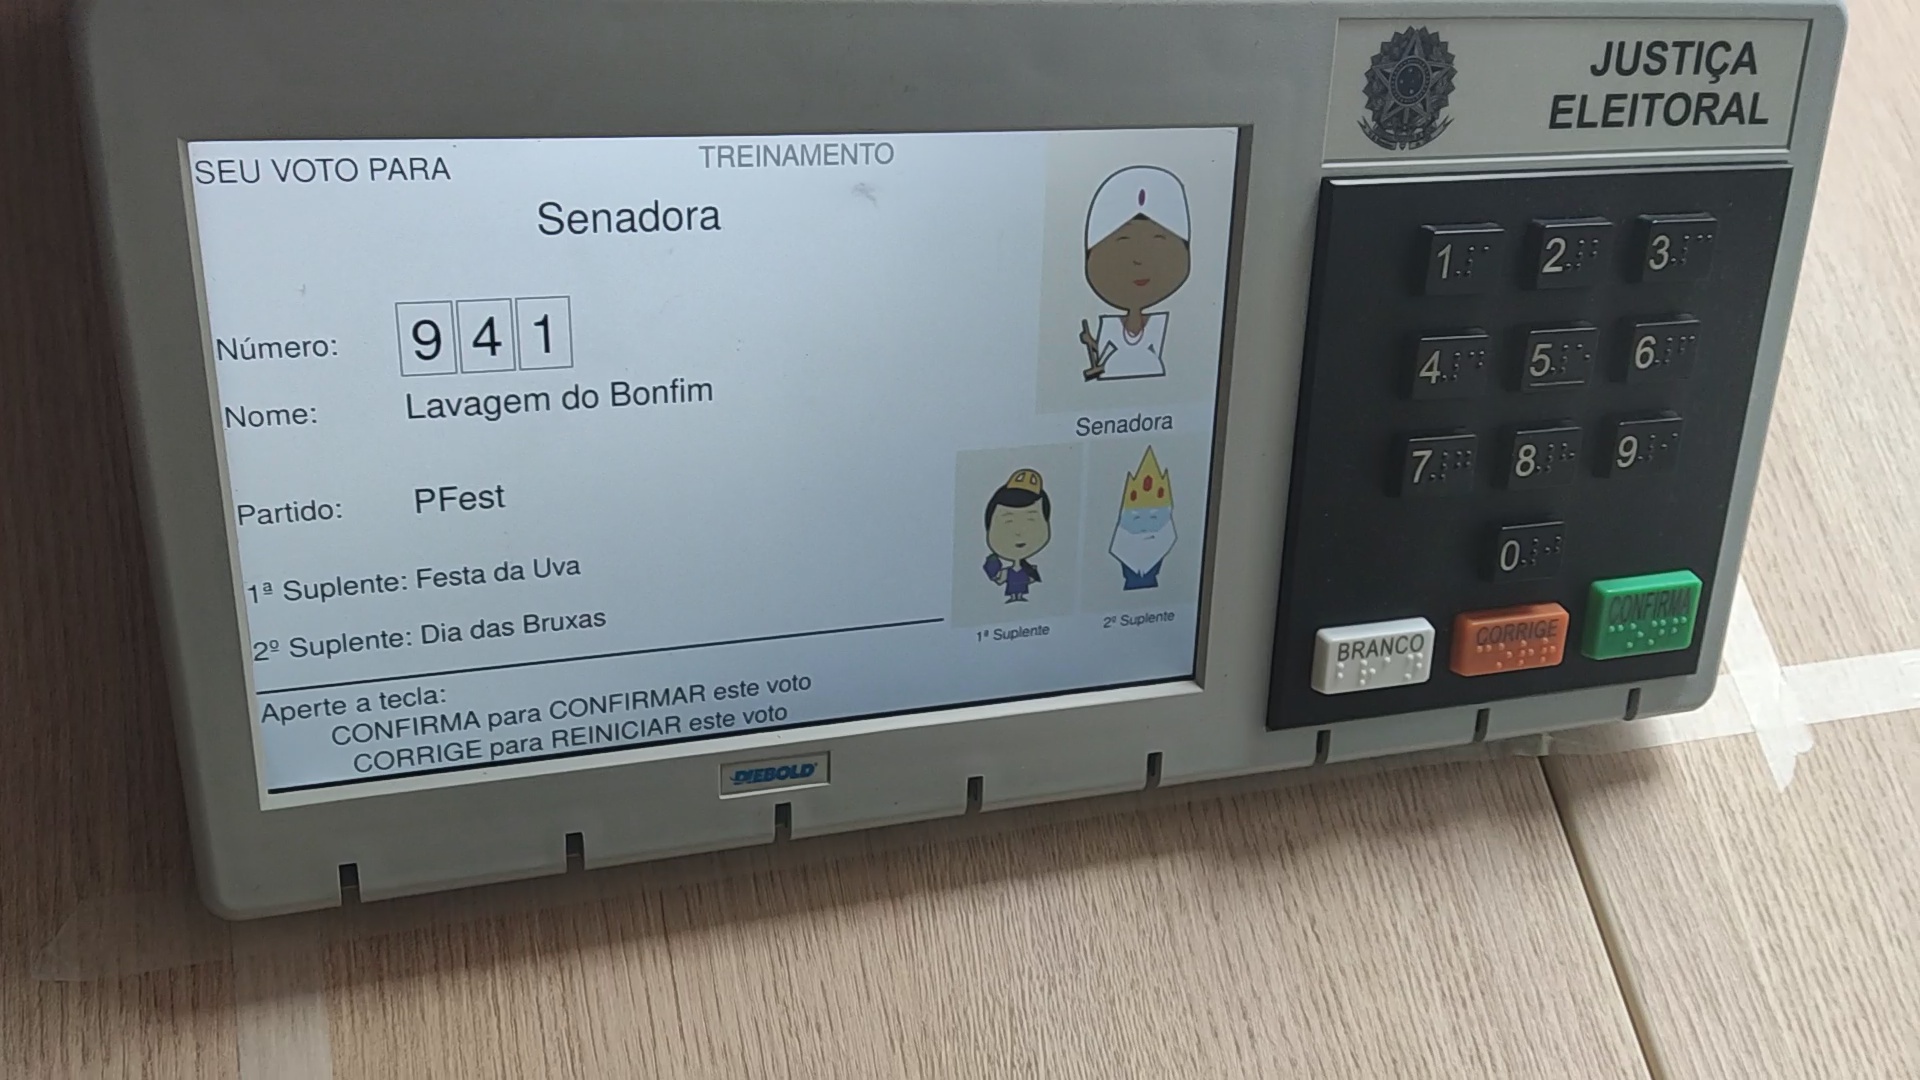 SEU VOTO PARA
TREINAMENTO
Senadora
Número: 9 4 1
Nome: Lavagem do Bonfim
Partido: PFest
1ª Suplente: Festa da Uva
2º Suplente: Dia das Bruxas
Senadora
1ª Suplente
2º Suplente
Aperte a tecla:
CONFIRMA para CONFIRMAR este voto
CORRIGE para REINICIAR este voto
DIEBOLD
JUSTIÇA
ELEITORAL
1 2 3
4 5 6
7 8 9
0
BRANCO CORRIGE CONFIRMA